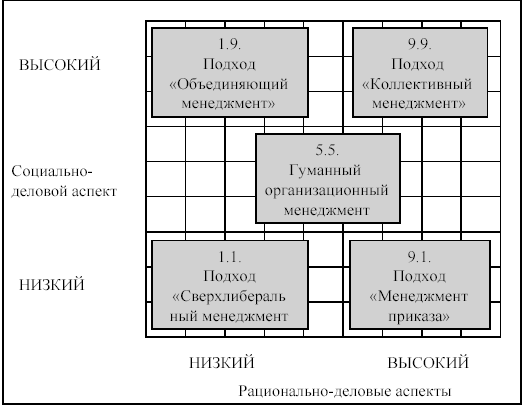 ВЫСОКИЙ
1.9.
Подход
«Объединяющий
менеджмент»
9.9.
Подход
«Коллективный
менеджмент»
Социально-
деловой аспект
5.5.
Гуманный
организационный
менеджмент
НИЗКИЙ
1.1.
Подход
«Сверхлибераль
ный менеджмент
9.1.
Подход
«Менеджмент
приказа»
НИЗКИЙ
ВЫСОКИЙ
Рационально-деловые аспекты